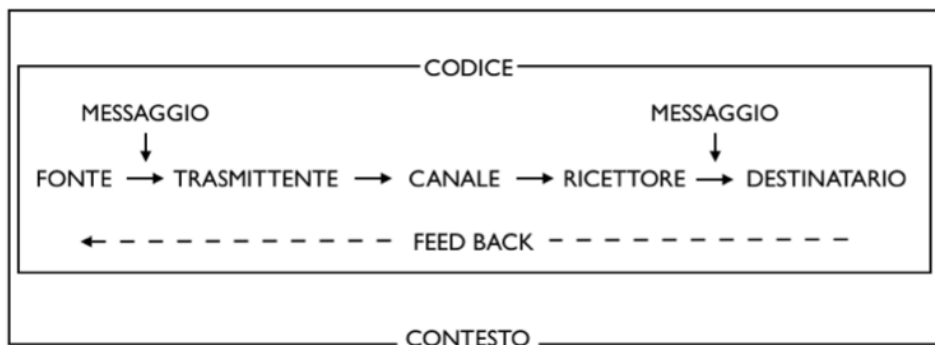 CODICE
MESSAGGIO MESSAGGIO
FONTE TRASMITTENTE CANALE RICETTORE DESTINATARIO
FEED BACK
CONTESTO